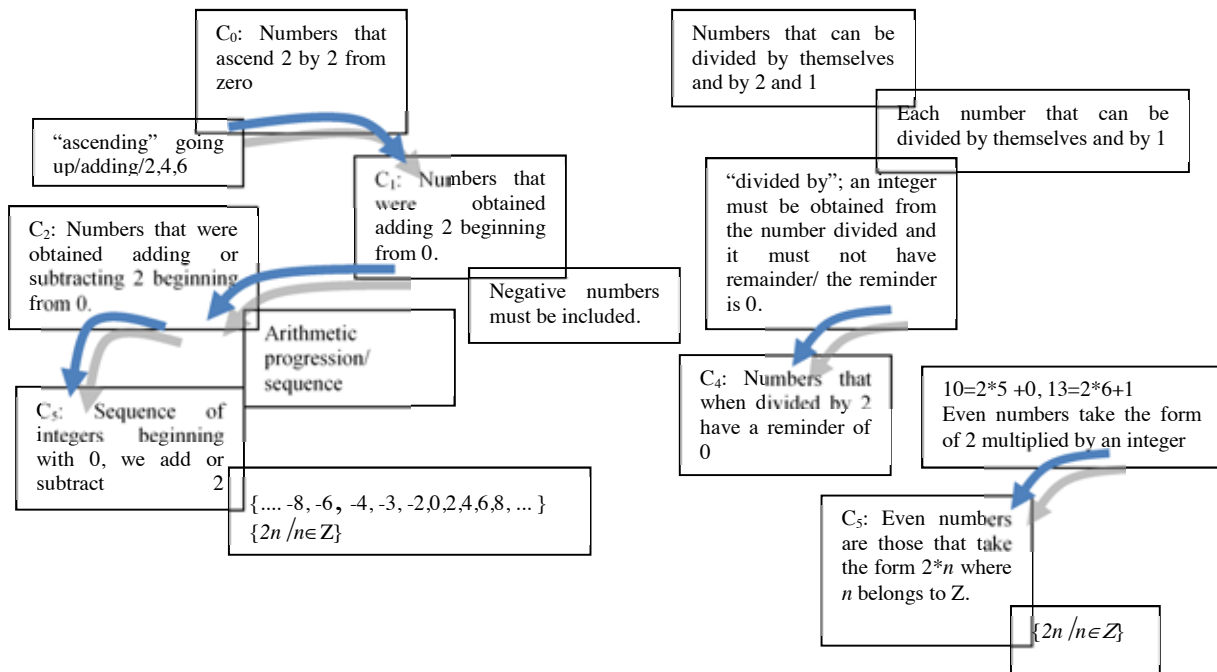 C₀: Numbers that
ascend 2 by 2 from
zero
“ascending” going
up/adding/2,4,6
C₁: Numbers that
were obtained
adding 2 beginning
from 0.
C₂: Numbers that were
obtained adding or
subtracting 2 beginning
from 0.
Negative numbers
must be included.
Arithmetic
progression/
sequence
C₅: Sequence of
integers beginning
with 0, we add or
subtract 2
{.... -8, -6, -4, -3, -2,0,2,4,6,8, ... }
{2n /n∈Z}
Numbers that can be
divided by themselves
and by 2 and 1
Each number that can be
divided by themselves and by 1
“divided by”; an integer
must be obtained from
the number divided and
it must not have
remainder/ the reminder
is 0.
C₄: Numbers that
when divided by 2
have a reminder of
0
10=2*5 +0, 13=2*6+1
Even numbers take the form
of 2 multiplied by an integer
C₅: Even numbers
are those that take
the form 2*n where
n belongs to Z.
{2n /n∈Z}